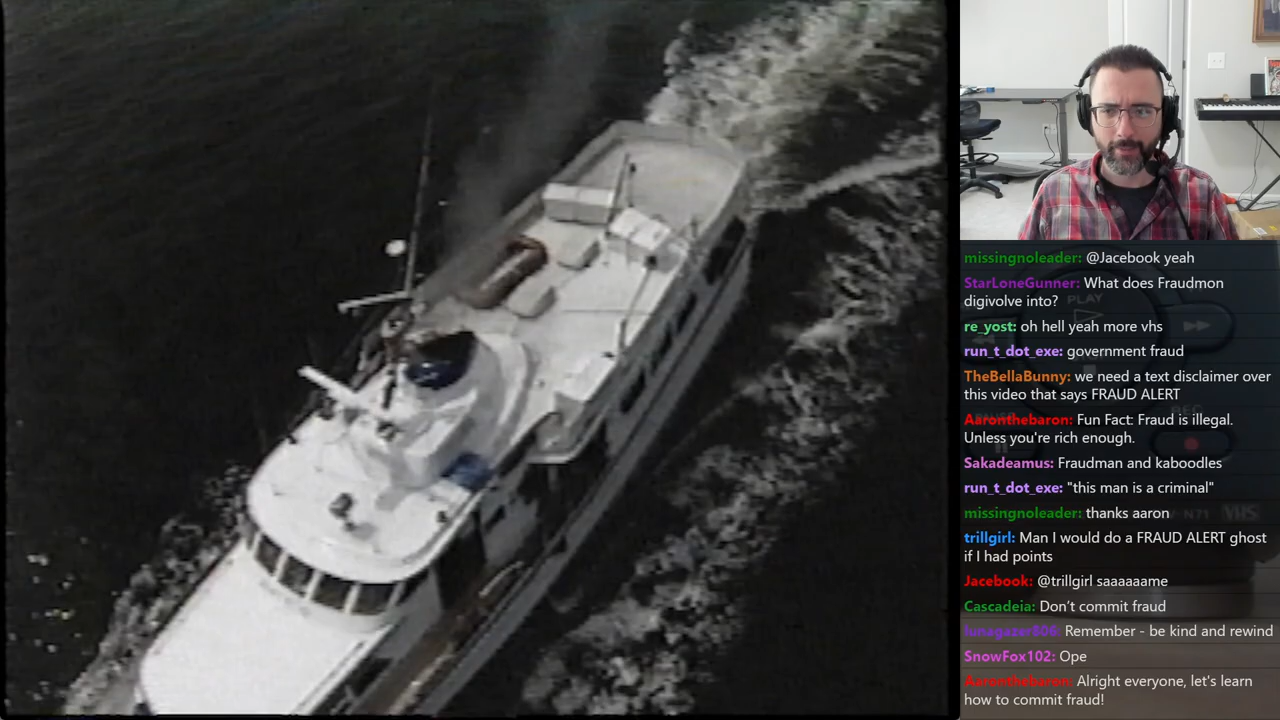 missingnoleader: @Jacebook yeah
StarLoneGunner: What does Fraudmon
digivolve into?
re_yost: oh hell yeah more vhs
run_t_dot_exe: government fraud
TheBellaBunny: we need a text disclaimer over
this video that says FRAUD ALERT
Aaronthebaron: Fun Fact: Fraud is illegal.
Unless you're rich enough.
Sakadeamus: Fraudman and kaboodles
run_t_dot_exe: "this man is a criminal"
missingnoleader: thanks aaron
trillgirl: Man I would do a FRAUD ALERT ghost
if I had points
Jacebook: @trillgirl saaaaaame
Cascadeia: Don’t commit fraud
lunagazer806: Remember - be kind and rewind
SnowFox102: Ope
Aaronthebaron: Alright everyone, let's learn
how to commit fraud!
PLAY
REC
VHS